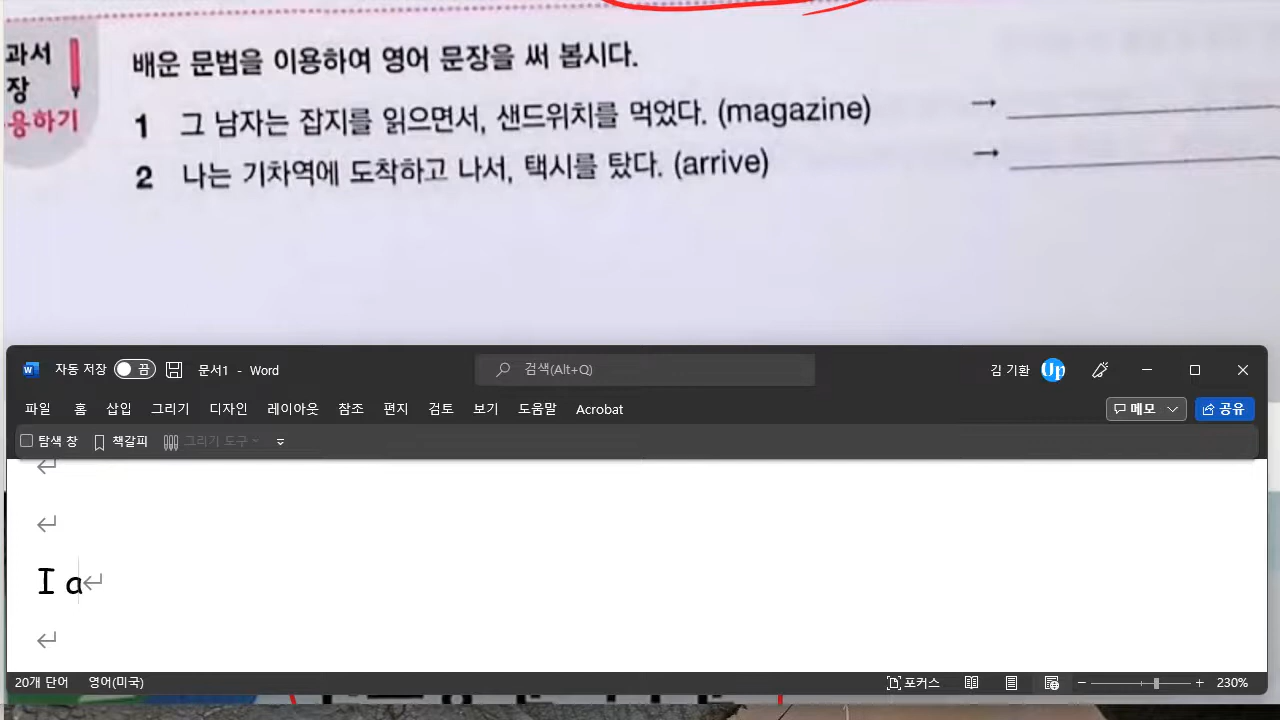 과서
장
용하기
배운 문법을 이용하여 영어 문장을 써 봅시다.
1 그 남자는 잡지를 읽으면서, 샌드위치를 먹었다. (magazine) →
2 나는 기차역에 도착하고 나서, 택시를 탔다. (arrive) →
자동 저장 끔 문서1 - Word 검색(Alt+Q) 김 기환 Up
파일 홈 삽입 그리기 디자인 레이아웃 참조 편지 검토 보기 도움말 Acrobat 메모 공유
탐색 창 책갈피 그리기 도구
I a
20개 단어 영어(미국) 포커스 230%